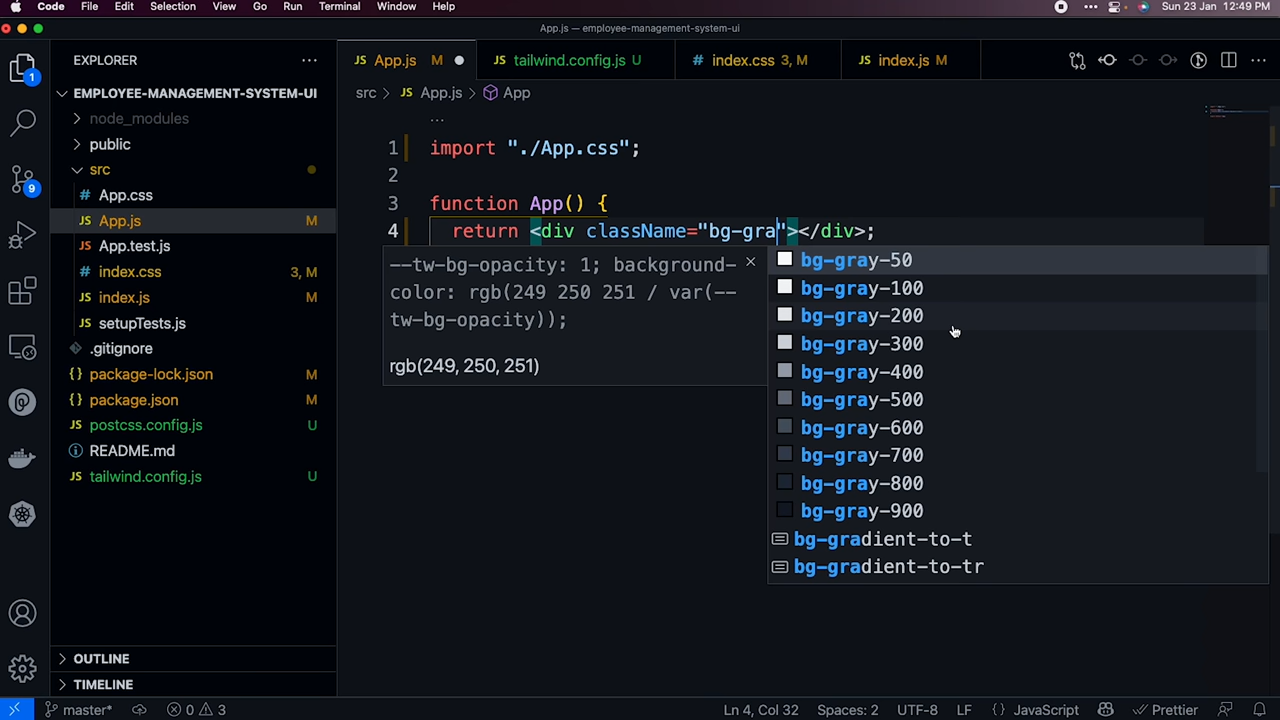 Code File Edit Selection View Go Run Terminal Window Help Sun 23 Jan 12:49 PM
App.js — employee-management-system-ui
EXPLORER
JS App.js M
JS tailwind.config.js U
# index.css 3, M
JS index.js M
EMPLOYEE-MANAGEMENT-SYSTEM-UI
node_modules
public
src
# App.css
JS App.js M
JS App.test.js
# index.css 3, M
JS index.js M
JS setupTests.js
.gitignore
{} package-lock.json M
{} package.json M
JS postcss.config.js U
README.md
JS tailwind.config.js U
OUTLINE
TIMELINE
1
9
src > JS App.js > App
...
1 import "./App.css";
2
3 function App() {
4 return <div className="bg-gra"></div>;
--tw-bg-opacity: 1; background-
color: rgb(249 250 251 / var(--
tw-bg-opacity));
rgb(249, 250, 251)
bg-gray-50
bg-gray-100
bg-gray-200
bg-gray-300
bg-gray-400
bg-gray-500
bg-gray-600
bg-gray-700
bg-gray-800
bg-gray-900
bg-gradient-to-t
bg-gradient-to-tr
master* 0 3 Ln 4, Col 32 Spaces: 2 UTF-8 LF {} JavaScript Prettier